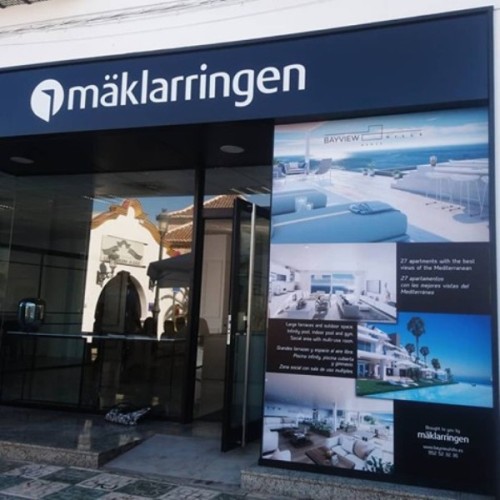 mäklarringen
BAYVIEW HILLS
27 apartments with the best
views of the Mediterranean
27 apartamentos
con las mejores vistas del
Mediterraneo
Large terraces and outdoor space
Infinity pool, indoor pool and gym.
Social area with multi-use room.
Grandes terrazas y espacio al aire libre
Piscina infinity, piscina cubierta
y gimnasio
Zona social con sala de uso multiples
Brought to you by
mäklarringen